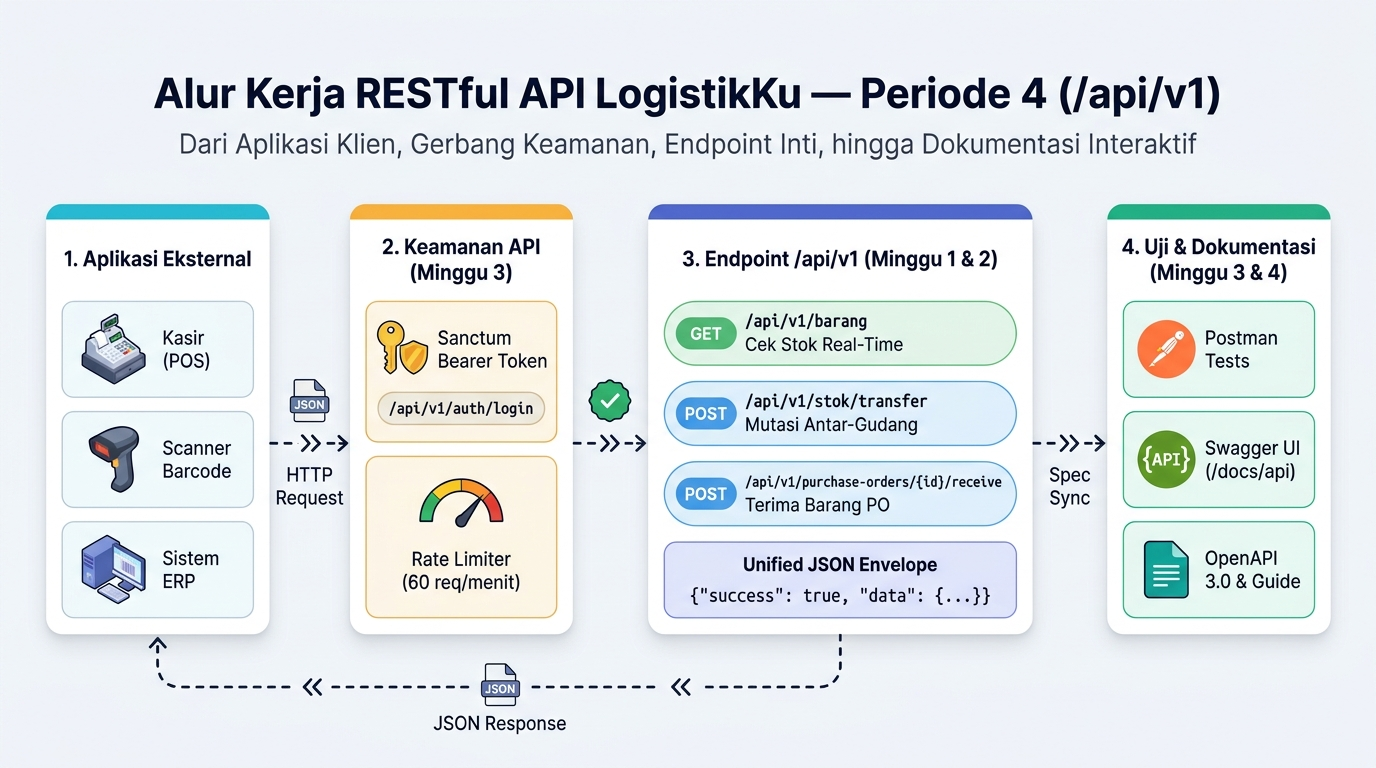 Alur Kerja RESTful API LogistikKu — Periode 4 (/api/v1)
Dari Aplikasi Klien, Gerbang Keamanan, Endpoint Inti, hingga Dokumentasi Interaktif
1. Aplikasi Eksternal
Kasir
(POS)
Scanner
Barcode
Sistem
ERP
JSON
HTTP
Request
2. Keamanan API
(Minggu 3)
Sanctum
Bearer Token
/api/v1/auth/login
Rate Limiter
(60 req/menit)
3. Endpoint /api/v1 (Minggu 1 & 2)
GET
/api/v1/barang
Cek Stok Real-Time
POST
/api/v1/stok/transfer
Mutasi Antar-Gudang
POST
/api/v1/purchase-orders/{id}/receive
Terima Barang PO
Unified JSON Envelope
{"success": true, "data": {...}}
Spec
Sync
4. Uji & Dokumentasi
(Minggu 3 & 4)
Postman
Tests
{API}
Swagger UI
(/docs/api)
OpenAPI
3.0 & Guide
JSON
JSON Response